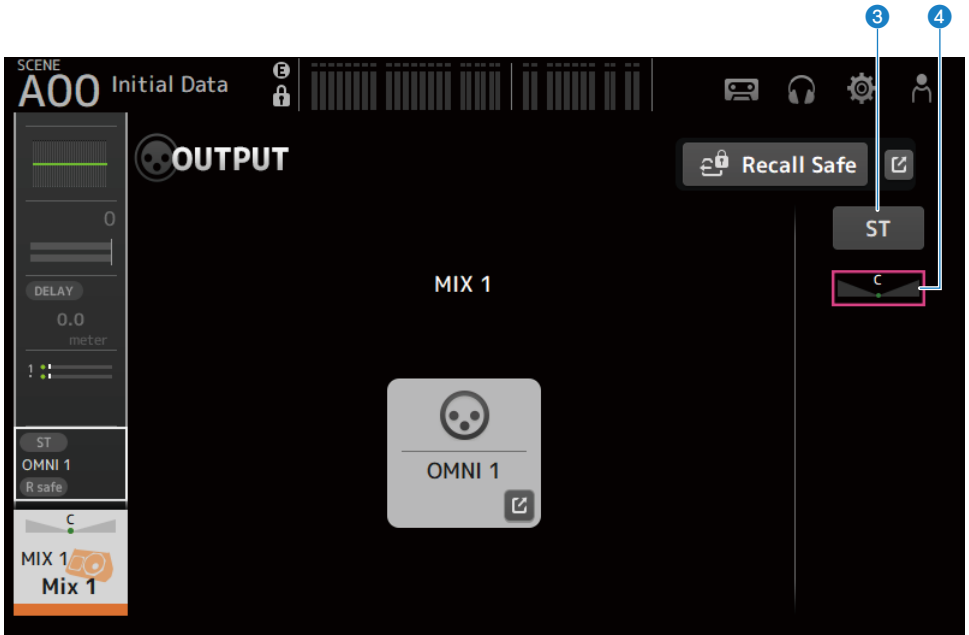 3 4
SCENE
A00 Initial Data
E
OUTPUT
Recall Safe
0
ST
C
MIX 1
DELAY
0.0
meter
!
ST
OMNI 1
R safe
OMNI 1
C
MIX 1
Mix 1